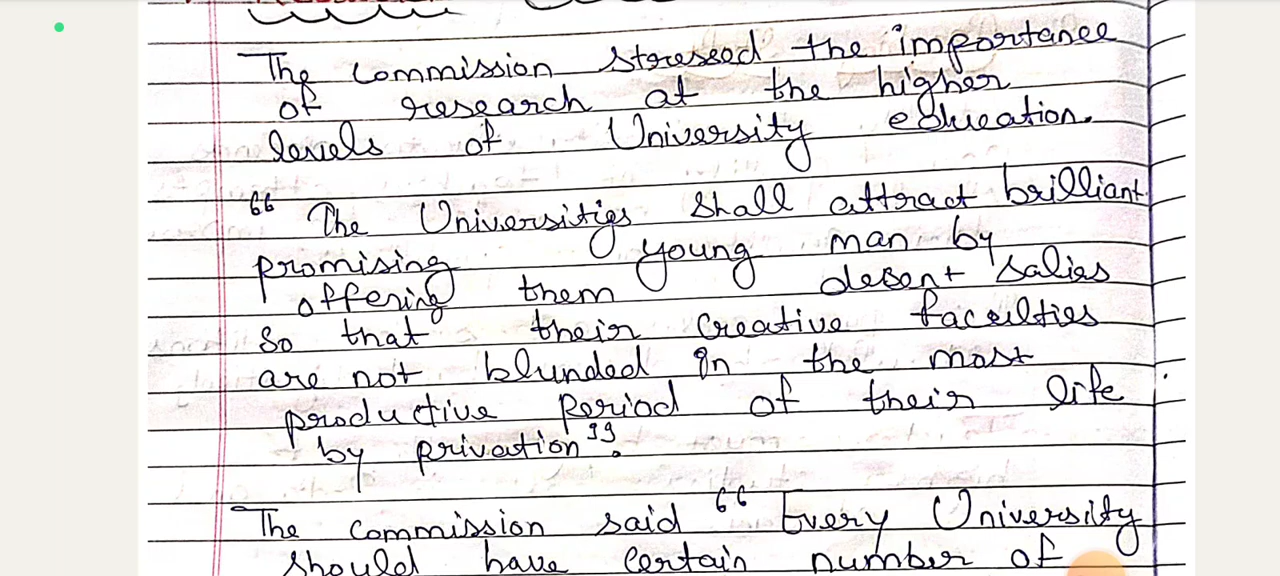 The Commission stressed the importance
of research at the higher
levels of University education.
“ The Universities shall attract brilliant
promising young man by
offering them desent salies
So that their creative faculties
are not blunded in the most
productive Period of their life
by privation ”.
The commission said “ Every University
should have certain number of